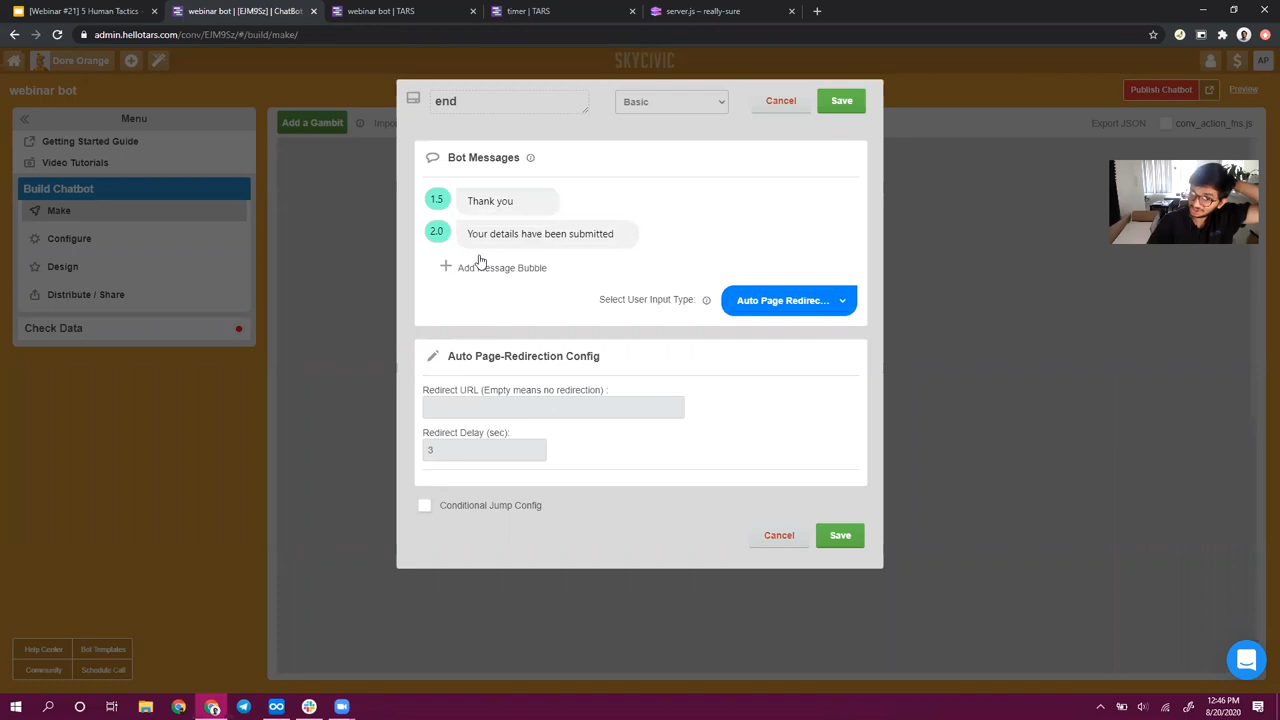 [Webinar #21] S Human Tactics -
webinar bot | [EJM9Sz] | ChatBot
webinar bot | TARS
timer | TARS
server.js – really-sure
admin.hellotars.com/conv/EJM9Sz/#/build/make/
Dore Orange
SKYCIVIC
AP
webinar bot
Publish Chatbot
Preview
Menu
Getting Started Guide
Video Tutorials
Build Chatbot
Make
Configure
Design
Distribute / Share
Check Data
Help Center
Bot Templates
Community
Schedule Call
Add a Gambit
Impor
Export JSON
conv_action_fns.js
end
Basic
Cancel
Save
Bot Messages
1.5
Thank you
2.0
Your details have been submitted
Add Message Bubble
Select User Input Type:
Auto Page Redirec...
Auto Page-Redirection Config
Redirect URL (Empty means no redirection) :
Redirect Delay (sec):
3
Conditional Jump Config
Cancel
Save
12:46 PM
8/20/2020